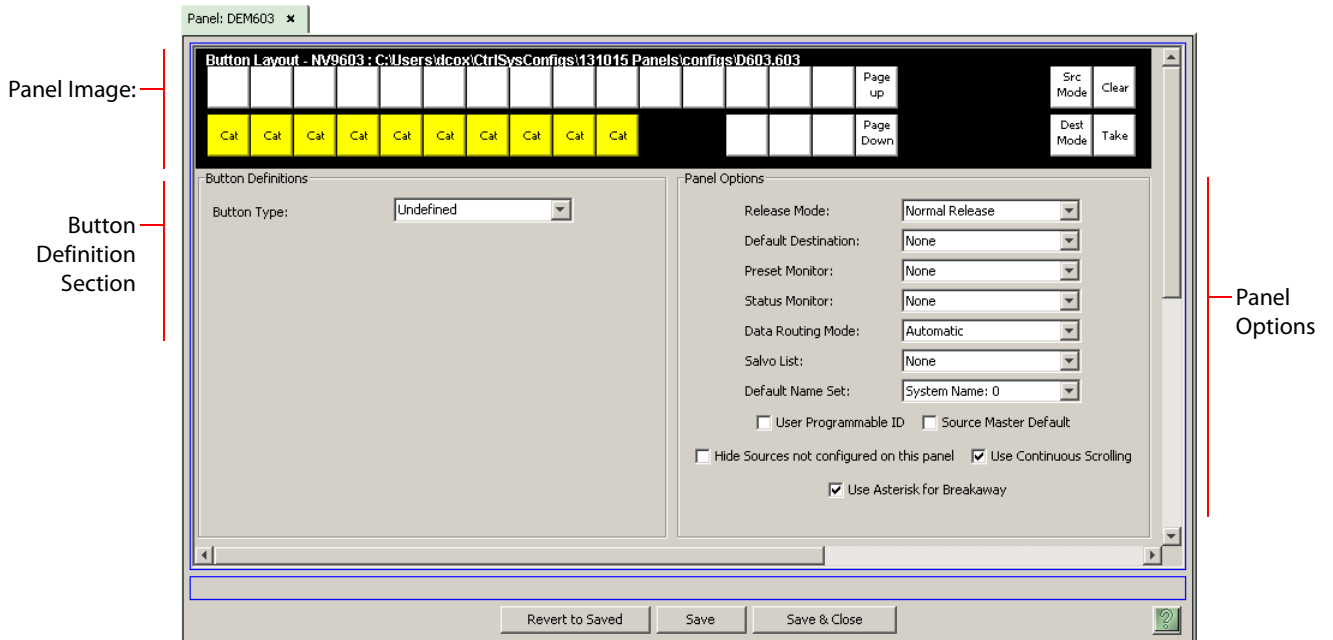 Panel: DEM603 ×
Button Layout - NV9603 : C:\Users\dcox\CtrlSysConfigs\131015 Panels\configs\D603.603
Panel Image:
Page up
Src Mode
Clear
Cat Cat Cat Cat Cat Cat Cat Cat Cat Cat
Page Down
Dest Mode
Take
Button Definition Section
Button Definitions
Button Type:
Undefined
Panel Options
Release Mode: Normal Release
Default Destination: None
Preset Monitor: None
Status Monitor: None
Data Routing Mode: Automatic
Salvo List: None
Default Name Set: System Name: 0
User Programmable ID Source Master Default
Hide Sources not configured on this panel Use Continuous Scrolling
Use Asterisk for Breakaway
Panel Options
Revert to Saved Save Save & Close ?